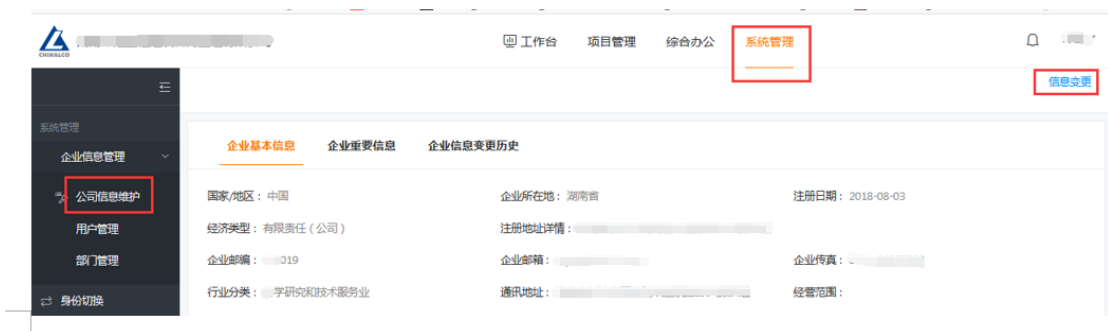 CHINALCO
工作台 项目管理 综合办公 系统管理
信息变更
系统管理
企业信息管理
公司信息维护
用户管理
部门管理
身份切换
企业基本信息 企业重要信息 企业信息变更历史
国家/地区： 中国 企业所在地： 湖南省 注册日期： 2018-08-03
经济类型： 有限责任（公司） 注册地址详情：
企业邮编： 019 企业邮箱： 企业传真：
行业分类： 学研究和技术服务业 通讯地址： 经营范围：